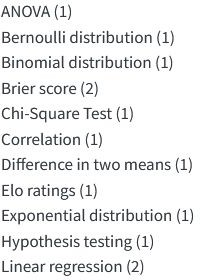 ANOVA (1)
Bernoulli distribution (1)
Binomial distribution (1)
Brier score (2)
Chi-Square Test (1)
Correlation (1)
Difference in two means (1)
Elo ratings (1)
Exponential distribution (1)
Hypothesis testing (1)
Linear regression (2)